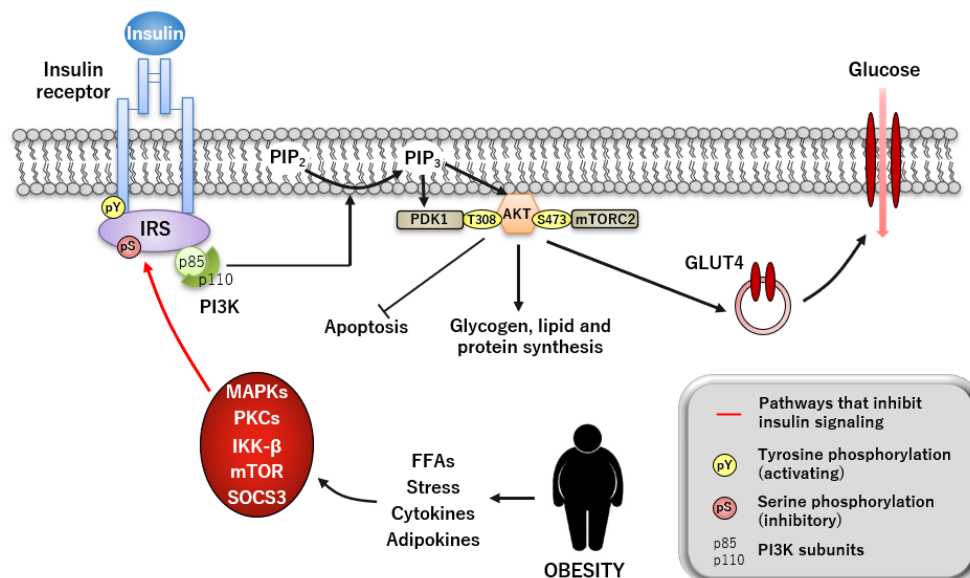 Insulin
Insulin
receptor
Glucose
PIP2
PIP3
pY
IRS
pS
p85
p110
PI3K
PDK1
T308
AKT
S473
mTORC2
GLUT4
Apoptosis
Glycogen, lipid and
protein synthesis
MAPKs
PKCs
IKK-β
mTOR
SOCS3
FFAs
Stress
Cytokines
Adipokines
OBESITY
Pathways that inhibit
insulin signaling
pY
Tyrosine phosphorylation
(activating)
pS
Serine phosphorylation
(inhibitory)
p85
p110
PI3K subunits